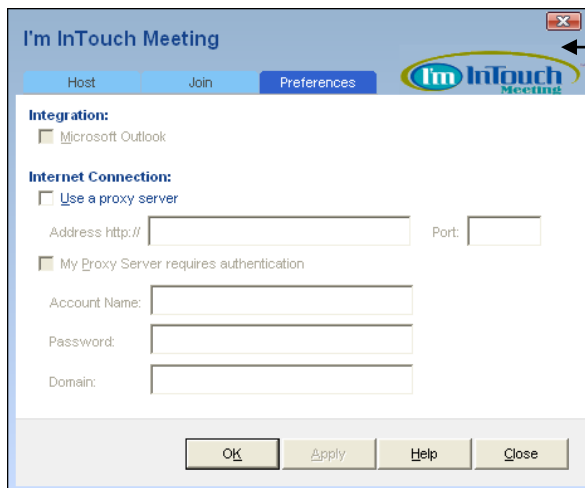 I'm InTouch Meeting
I'm InTouch
Meeting
Host Join Preferences
Integration:
Microsoft Outlook
Internet Connection:
Use a proxy server
Address http:// Port:
My Proxy Server requires authentication
Account Name:
Password:
Domain:
OK Apply Help Close